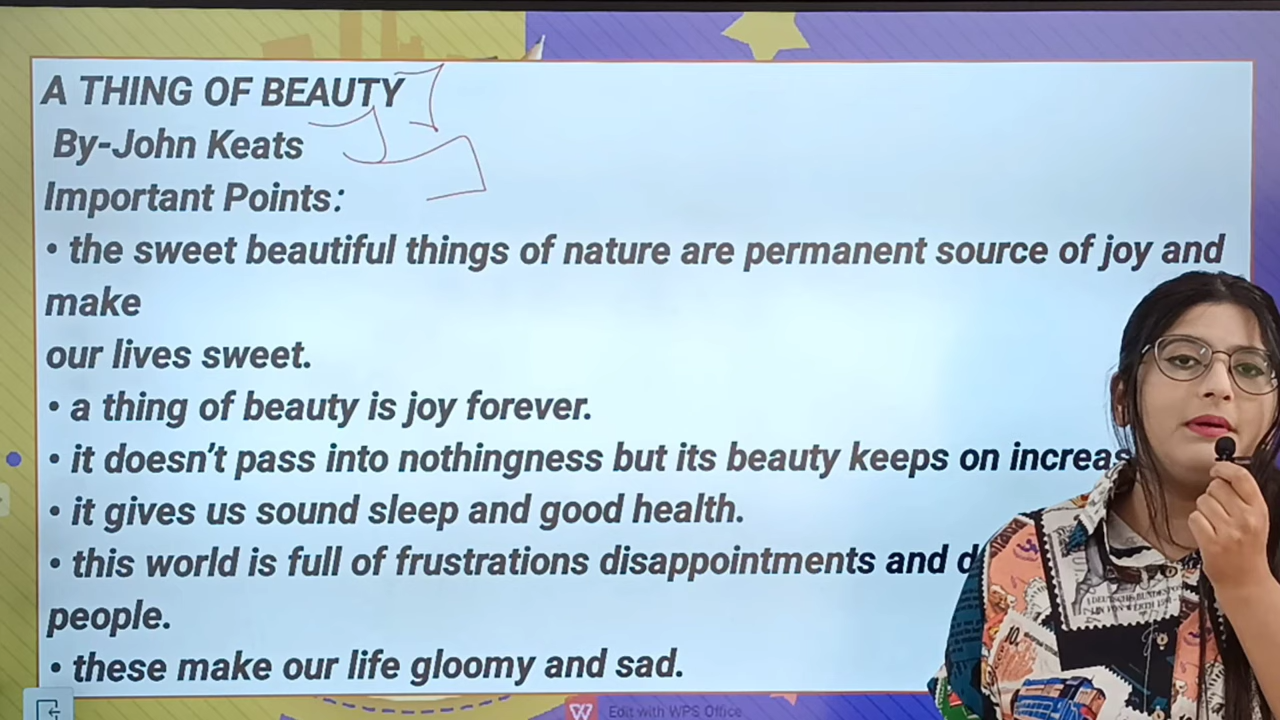 A THING OF BEAUTY
By-John Keats
Important Points:
• the sweet beautiful things of nature are permanent source of joy and
make
our lives sweet.
• a thing of beauty is joy forever.
• it doesn't pass into nothingness but its beauty keeps on
• it gives us sound sleep and good health.
• this world is full of frustrations disappointments and
people.
• these make our life gloomy and sad.
Edit with WPS Office